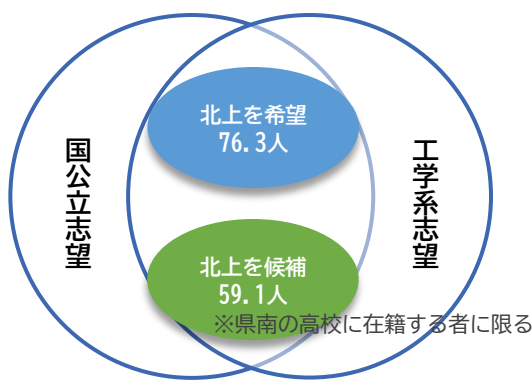 北上を希望
76.3人
国公立志望
工学系志望
北上を候補
59.1人
※県南の高校に在籍する者に限る